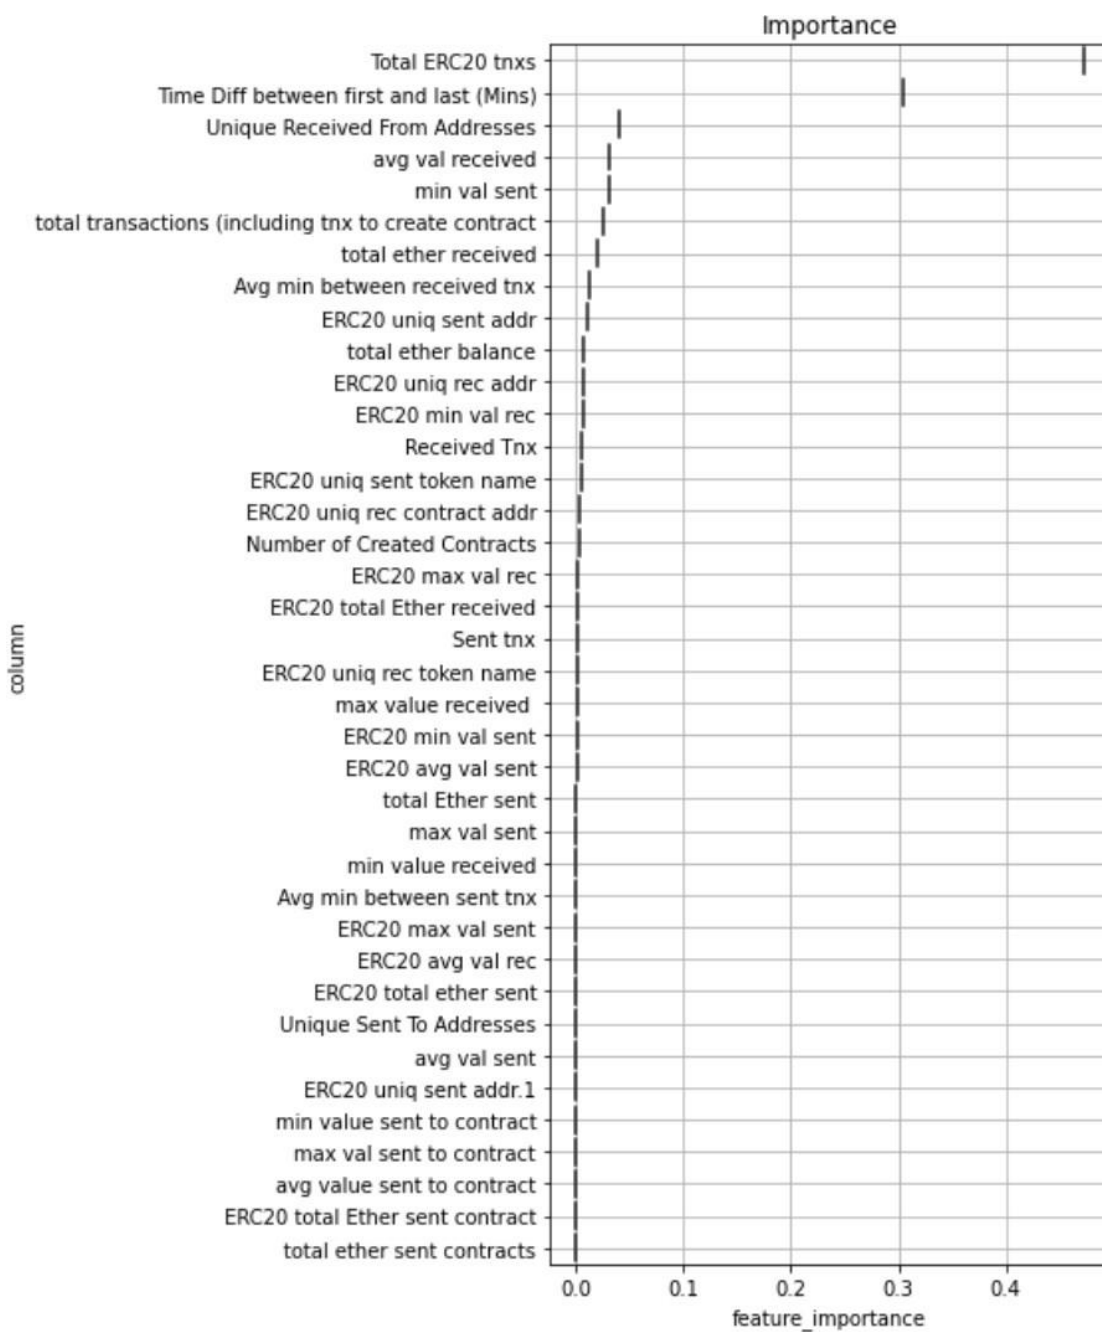 Importance
Total ERC20 tnxs
Time Diff between first and last (Mins)
Unique Received From Addresses
avg val received
min val sent
total transactions (including tnx to create contract
total ether received
Avg min between received tnx
ERC20 uniq sent addr
total ether balance
ERC20 uniq rec addr
ERC20 min val rec
Received Tnx
ERC20 uniq sent token name
ERC20 uniq rec contract addr
Number of Created Contracts
ERC20 max val rec
ERC20 total Ether received
Sent tnx
ERC20 uniq rec token name
max value received
ERC20 min val sent
ERC20 avg val sent
total Ether sent
max val sent
min value received
Avg min between sent tnx
ERC20 max val sent
ERC20 avg val rec
ERC20 total ether sent
Unique Sent To Addresses
avg val sent
ERC20 uniq sent addr.1
min value sent to contract
max val sent to contract
avg value sent to contract
ERC20 total Ether sent contract
total ether sent contracts
column
0.0 0.1 0.2 0.3 0.4
feature_importance